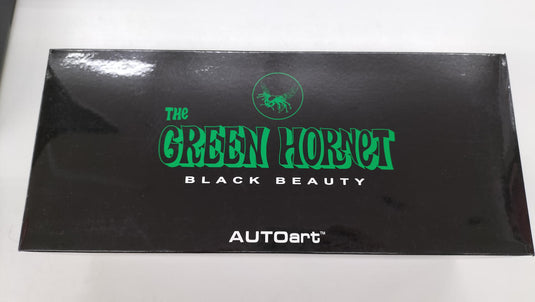 THE
GREEN HORNET
BLACK BEAUTY
AUTOart™